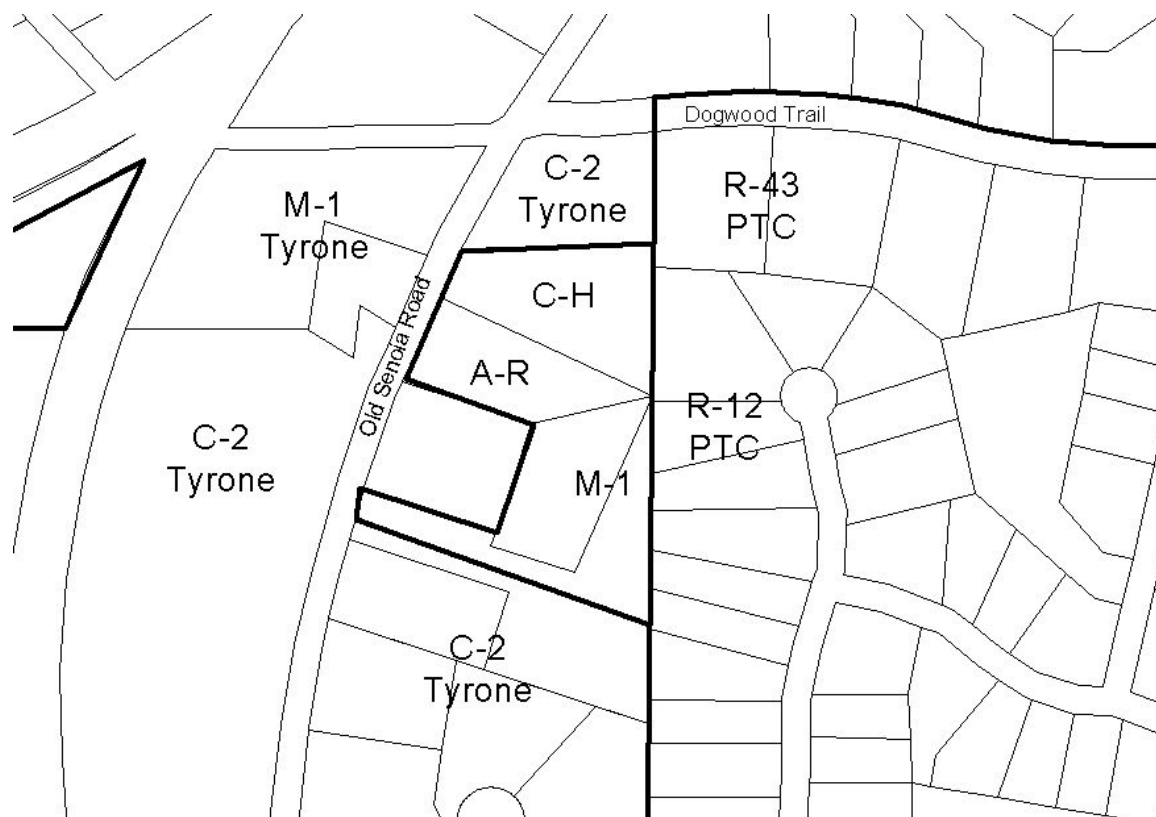 Dogwood Trail
C-2
Tyrone
R-43
PTC
M-1
Tyrone
C-H
Old Senoia Road
A-R
R-12
PTC
C-2
Tyrone
M-1
C-2
Tyrone